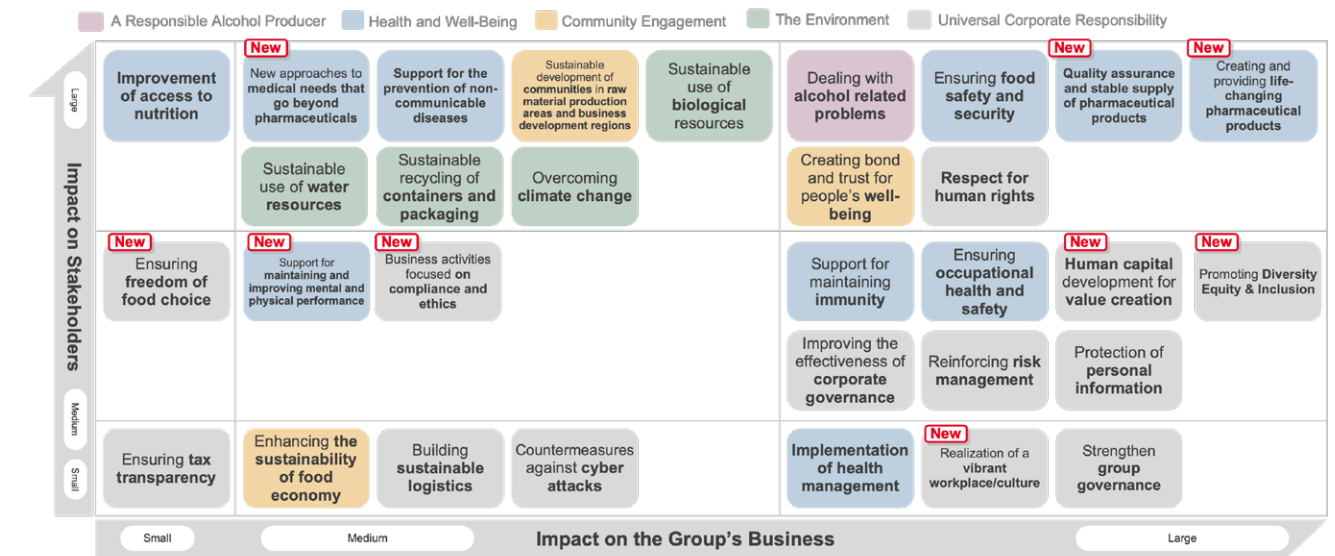 A Responsible Alcohol Producer
Health and Well-Being
Community Engagement
The Environment
Universal Corporate Responsibility
Impact on Stakeholders
Large
Medium
Small
Improvement
of access to
nutrition
New
New approaches to
medical needs that
go beyond
pharmaceuticals
Support for the
prevention of non-
communicable
diseases
Sustainable
development of
communities in raw
material production
areas and business
development regions
Sustainable
use of
biological
resources
Dealing with
alcohol related
problems
Ensuring food
safety and
security
New
Quality assurance
and stable supply
of pharmaceutical
products
New
Creating and
providing life-
changing
pharmaceutical
products
Sustainable
use of water
resources
Sustainable
recycling of
containers and
packaging
Overcoming
climate change
Creating bond
and trust for
people's well-
being
Respect for
human rights
New
Ensuring
freedom of
food choice
New
Support for
maintaining and
improving mental and
physical performance
New
Business activities
focused on
compliance and
ethics
Support for
maintaining
immunity
Ensuring
occupational
health and
safety
New
Human capital
development for
value creation
New
Promoting Diversity
Equity & Inclusion
Improving the
effectiveness of
corporate
governance
Reinforcing risk
management
Protection of
personal
information
Ensuring tax
transparency
Enhancing the
sustainability
of food
economy
Building
sustainable
logistics
Countermeasures
against cyber
attacks
Implementation
of health
management
New
Realization of a
vibrant
workplace/culture
Strengthen
group
governance
Small
Medium
Impact on the Group's Business
Large